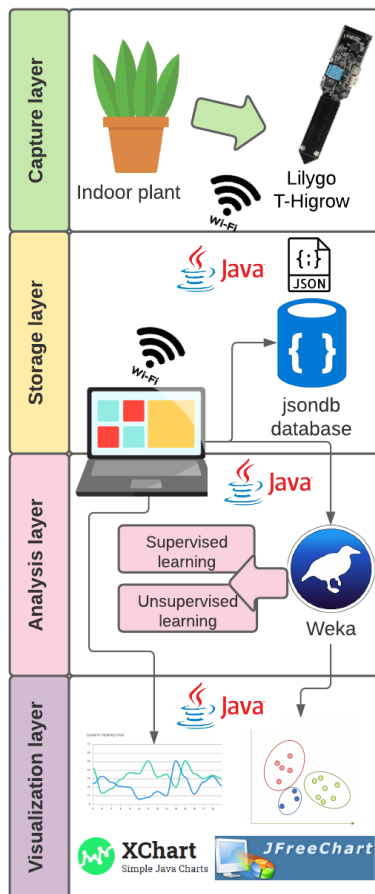 Capture layer
Indoor plant
Lilygo
T-Higrow
Wi-Fi
Storage layer
Java
{:}
JSON
Wi-Fi
{ }
jsondb
database
Analysis layer
Java
Supervised
learning
Unsupervised
learning
Weka
Visualization layer
Java
XChart
Simple Java Charts
JFreeChart